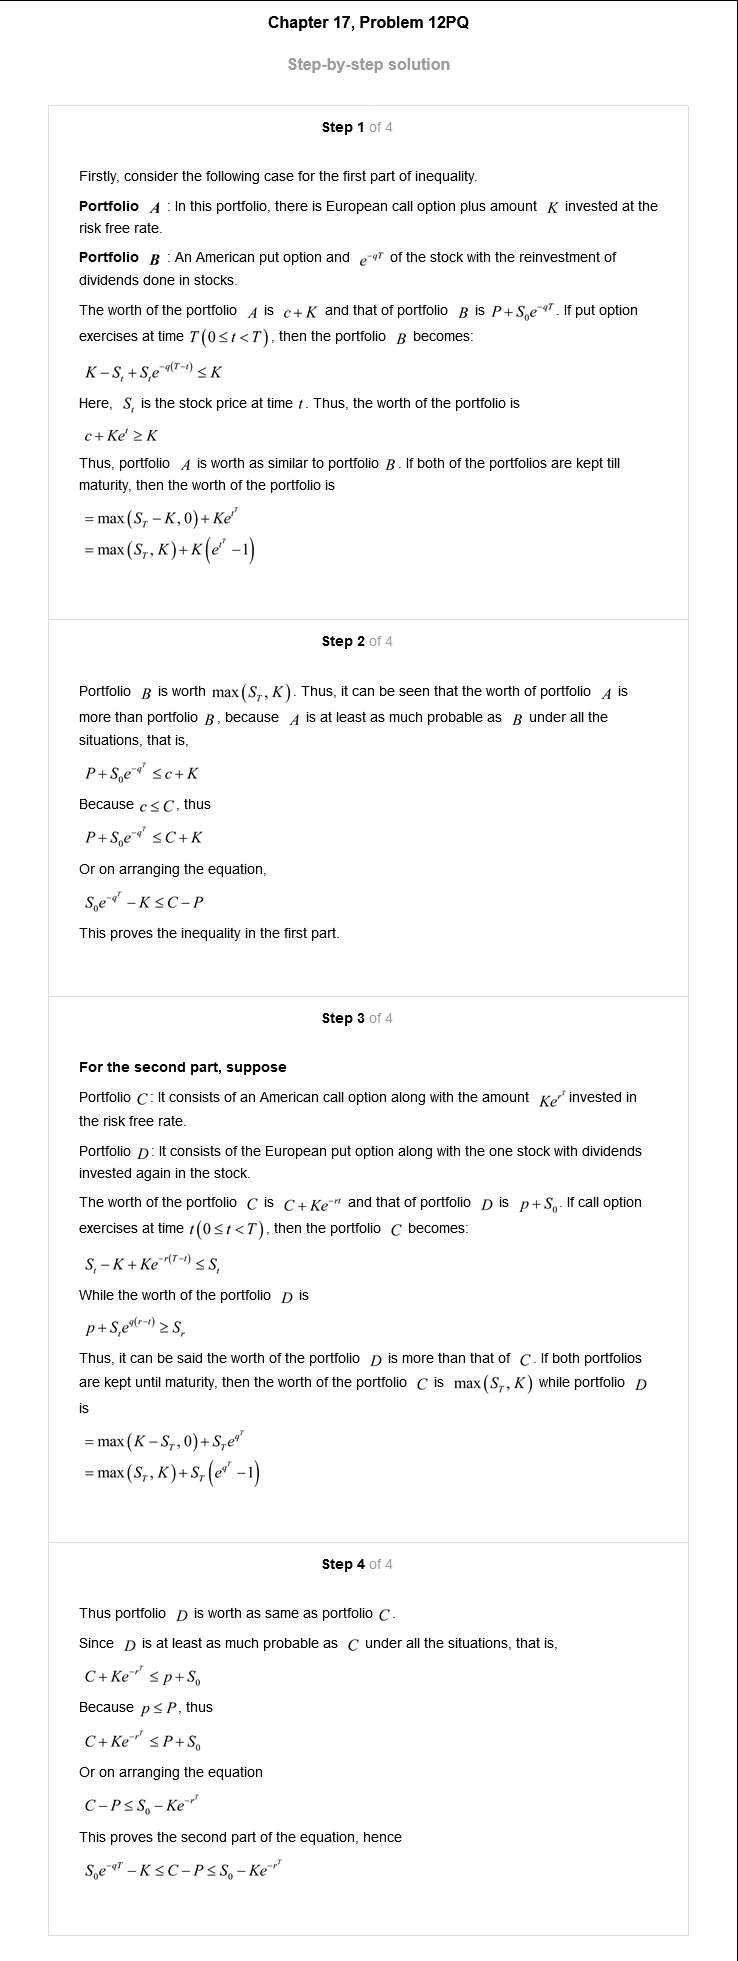 Chapter 17, Problem 12PQ
Step-by-step solution
Step 1 of 4
Firstly, consider the following case for the first part of inequality.
Portfolio A : In this portfolio, there is European call option plus amount K invested at the
risk free rate.
Portfolio B : An American put option and e^{-qT} of the stock with the reinvestment of
dividends done in stocks.
The worth of the portfolio A is c+K and that of portfolio B is P+S_0e^{-qT}. If put option
exercises at time T(0≤t<T), then the portfolio B becomes:
K−S_t+S_te^{-q(T-t)}≤K
Here, S_t is the stock price at time t. Thus, the worth of the portfolio is
c+Ke^t≥K
Thus, portfolio A is worth as similar to portfolio B. If both of the portfolios are kept till
maturity, then the worth of the portfolio is
=max(S_T−K,0)+Ke^{t^T}
=max(S_T,K)+K(e^{t^T}−1)
Step 2 of 4
Portfolio B is worth max(S_T,K). Thus, it can be seen that the worth of portfolio A is
more than portfolio B, because A is at least as much probable as B under all the
situations, that is,
P+S_0e^{-q^T}≤c+K
Because c≤C, thus
P+S_0e^{-q^T}≤C+K
Or on arranging the equation,
S_0e^{-q^T}−K≤C−P
This proves the inequality in the first part.
Step 3 of 4
For the second part, suppose
Portfolio C: It consists of an American call option along with the amount Ke^{r^T} invested in
the risk free rate.
Portfolio D: It consists of the European put option along with the one stock with dividends
invested again in the stock.
The worth of the portfolio C is C+Ke^{-rt} and that of portfolio D is p+S_0. If call option
exercises at time t(0≤t<T), then the portfolio C becomes:
S_t−K+Ke^{-r(T-t)}≤S_t
While the worth of the portfolio D is
p+S_te^{q(r-t)}≥S_r
Thus, it can be said the worth of the portfolio D is more than that of C. If both portfolios
are kept until maturity, then the worth of the portfolio C is max(S_T,K) while portfolio D
is
=max(K−S_T,0)+S_Te^{q^T}
=max(S_T,K)+S_T(e^{q^T}−1)
Step 4 of 4
Thus portfolio D is worth as same as portfolio C.
Since D is at least as much probable as C under all the situations, that is,
C+Ke^{-r^T}≤p+S_0
Because p≤P, thus
C+Ke^{-r^T}≤P+S_0
Or on arranging the equation
C−P≤S_0−Ke^{-r^T}
This proves the second part of the equation, hence
S_0e^{-qT}−K≤C−P≤S_0−Ke^{-r^T}